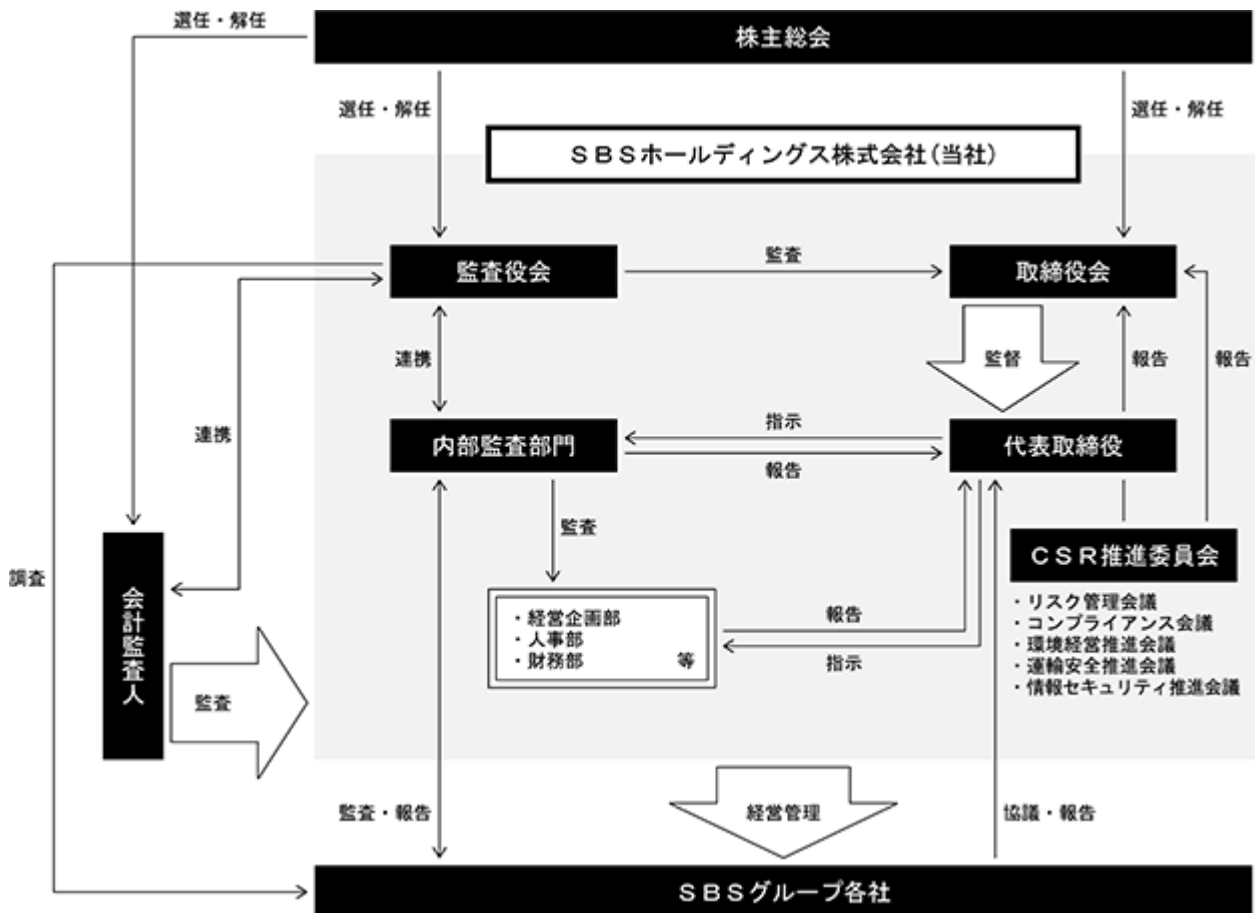 選任・解任
株主総会
選任・解任
選任・解任
ＳＢＳホールディングス株式会社(当社)
監査役会
監査
取締役会
連携
監督
報告
報告
連携
指示
内部監査部門
代表取締役
報告
監査
調査
会計監査人
CSR推進委員会
・リスク管理会議
・コンプライアンス会議
・環境経営推進会議
・運輸安全推進会議
・情報セキュリティ推進会議
・経営企画部
・人事部
・財務部 等
報告
指示
監査
監査・報告
経営管理
協議・報告
ＳＢＳグループ各社